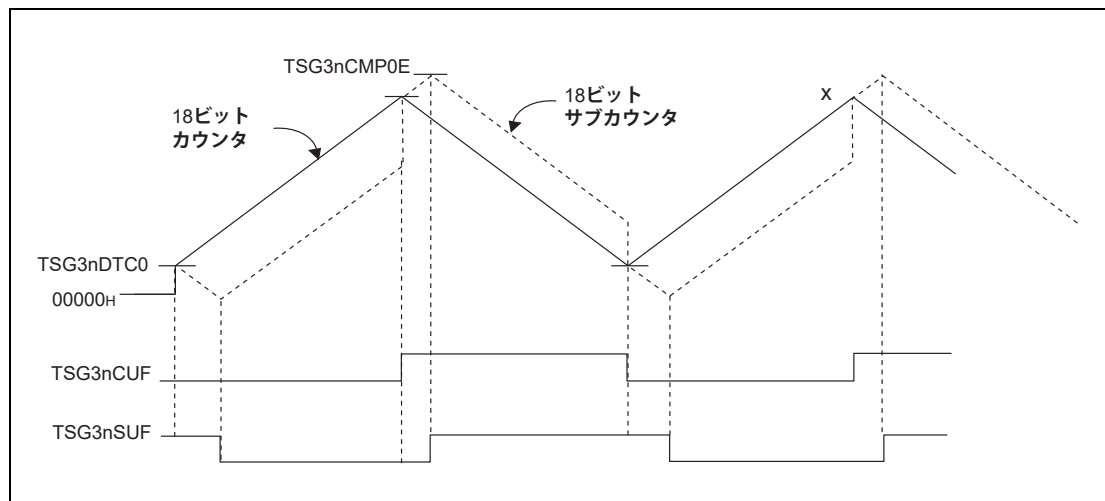 TSG3nCMP0E
18ビット
カウンタ
18ビット
サブカウンタ
x
TSG3nDTC0
00000H
TSG3nCUF
TSG3nSUF